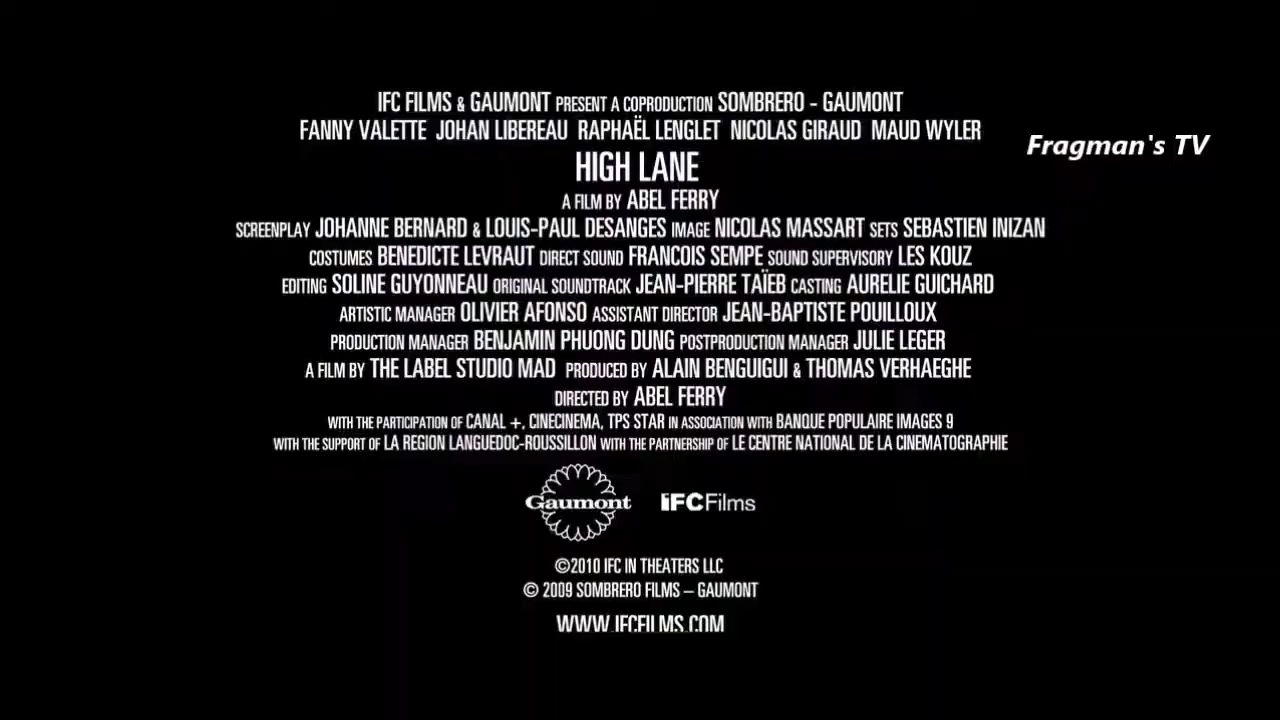 IFC FILMS & GAUMONT PRESENT A COPRODUCTION SOMBRERO - GAUMONT
FANNY VALETTE JOHAN LIBEREAU RAPHAËL LENGLET NICOLAS GIRAUD MAUD WYLER
Fragman's TV
HIGH LANE
A FILM BY ABEL FERRY
SCREENPLAY JOHANNE BERNARD & LOUIS-PAUL DESANGES IMAGE NICOLAS MASSART SETS SEBASTIEN INIZAN
COSTUMES BENEDICTE LEVRAUT DIRECT SOUND FRANCOIS SEMPE SOUND SUPERVISORY LES KOUZ
EDITING SOLINE GUYONNEAU ORIGINAL SOUNDTRACK JEAN-PIERRE TAÏEB CASTING AURELIE GUICHARD
ARTISTIC MANAGER OLIVIER AFONSO ASSISTANT DIRECTOR JEAN-BAPTISTE POUILLOUX
PRODUCTION MANAGER BENJAMIN PHUONG DUNG POSTPRODUCTION MANAGER JULIE LEGER
A FILM BY THE LABEL STUDIO MAD PRODUCED BY ALAIN BENGUIGUI & THOMAS VERHAEGHE
DIRECTED BY ABEL FERRY
WITH THE PARTICIPATION OF CANAL +, CINECINEMA, TPS STAR IN ASSOCIATION WITH BANQUE POPULAIRE IMAGES 9
WITH THE SUPPORT OF LA REGION LANGUEDOC-ROUSSILLON WITH THE PARTNERSHIP OF LE CENTRE NATIONAL DE LA CINEMATOGRAPHIE
Gaumont IFC Films
©2010 IFC IN THEATERS LLC
© 2009 SOMBRERO FILMS – GAUMONT
WWW.IFCFILMS.COM